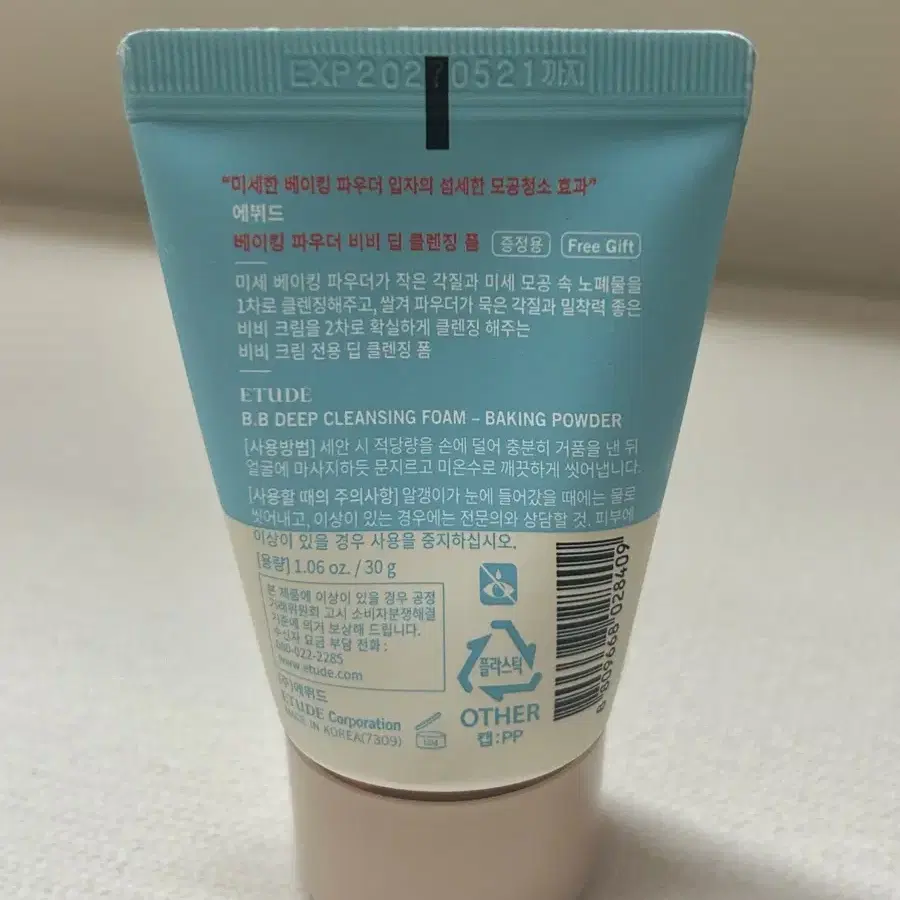 EXP 202 0521까지
"미세한 베이킹 파우더 입자의 섬세한 모공청소 효과"
에뛰드
베이킹 파우더 비비 딥 클렌징 폼 증정용 Free Gift
미세 베이킹 파우더가 작은 각질과 미세 모공 속 노폐물을
1차로 클렌징해주고, 쌀겨 파우더가 묵은 각질과 밀착력 좋은
비비 크림을 2차로 확실하게 클렌징 해주는
비비 크림 전용 딥 클렌징 폼
ETUDE
B.B DEEP CLEANSING FOAM – BAKING POWDER
[사용방법] 세안 시 적당량을 손에 덜어 충분히 거품을 낸 뒤
얼굴에 마사지하듯 문지르고 미온수로 깨끗하게 씻어냅니다.
[사용할 때의 주의사항] 알갱이가 눈에 들어갔을 때에는 물로
씻어내고, 이상이 있는 경우에는 전문의와 상담할 것. 피부에
이상이 있을 경우 사용을 중지하십시오.
[용량] 1.06 oz. / 30 g
본 제품에 이상이 있을 경우 공정
거래위원회 고시 소비자분쟁해결
기준에 의거 보상해 드립니다.
수신자 요금 부담 전화 :
080-022-2285
www.etude.com
(주)에뛰드
ETUDE Corporation
MADE IN KOREA(7309)
플라스틱
OTHER
캡:PP
8 809668 028409